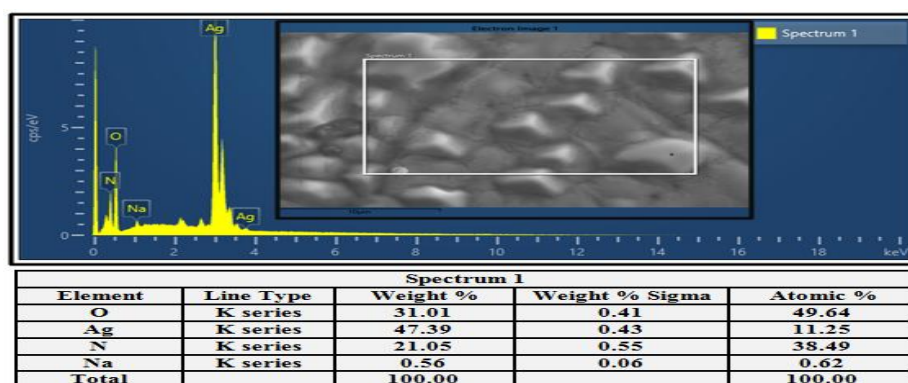 Electron Image 1
Spectrum 1
Spectrum 1
Ag
O
N
Na
Ag
cps/eV
5
0
0 2 4 6 8 10 12 14 16 18 keV
10µm
Spectrum 1
Element Line Type Weight % Weight % Sigma Atomic %
O K series 31.01 0.41 49.64
Ag K series 47.39 0.43 11.25
N K series 21.05 0.55 38.49
Na K series 0.56 0.06 0.62
Total 100.00 100.00